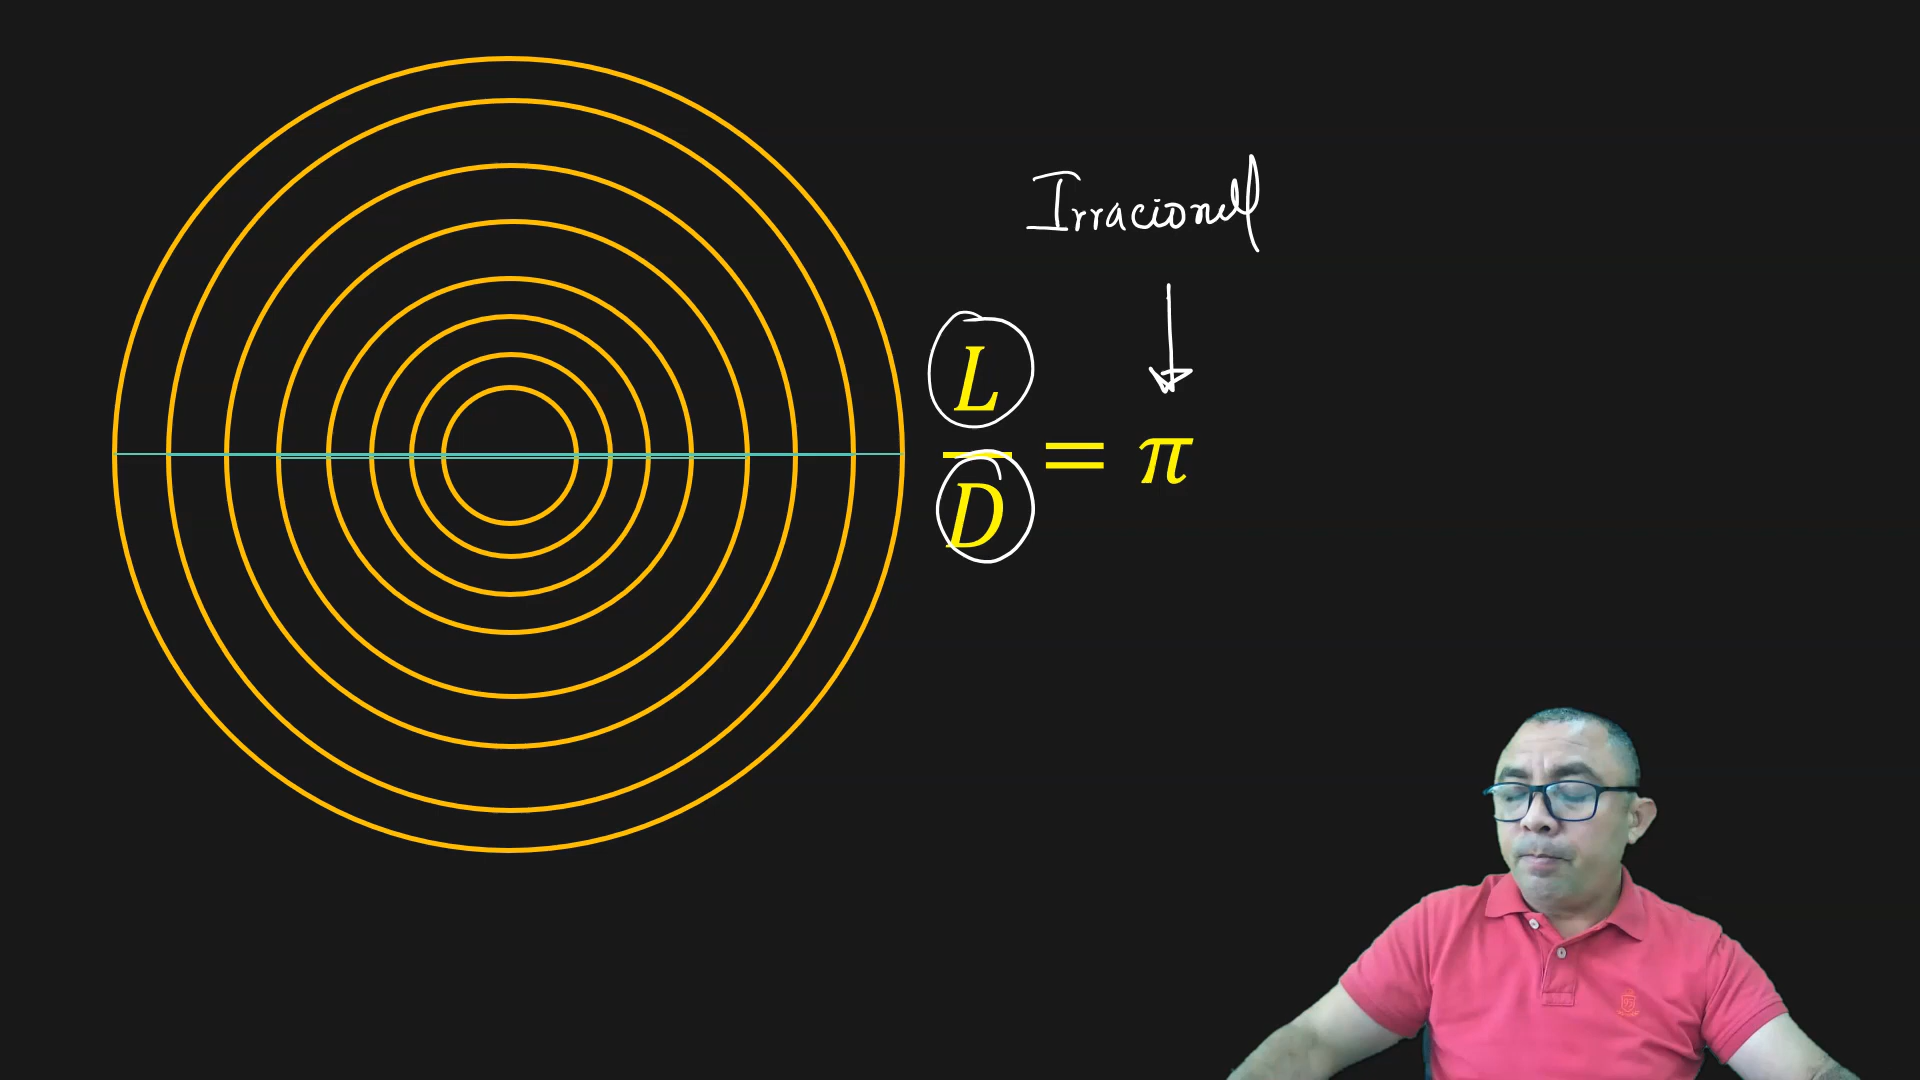 Irracional
L
D
= π